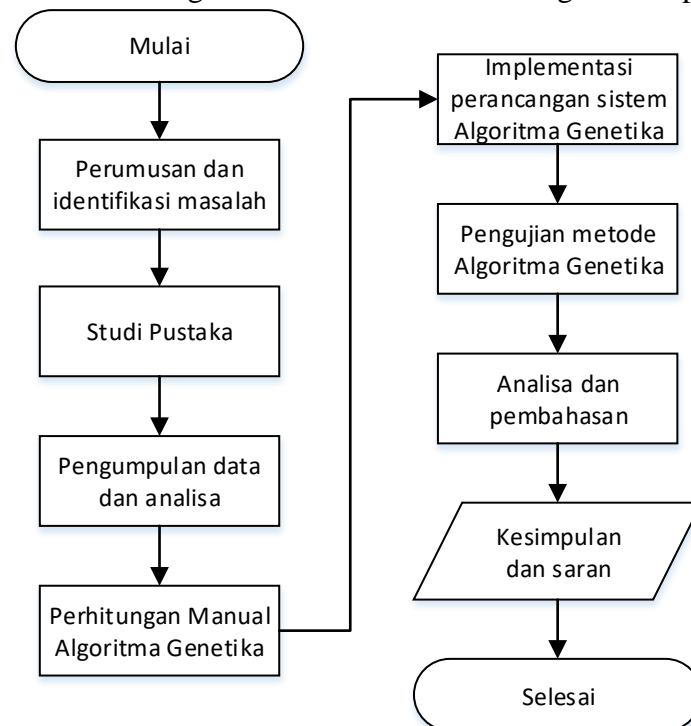 Mulai
Perumusan dan
identifikasi masalah
Studi Pustaka
Pengumpulan data
dan analisa
Perhitungan Manual
Algoritma Genetika
Implementasi
perancangan sistem
Algoritma Genetika
Pengujian metode
Algoritma Genetika
Analisa dan
pembahasan
Kesimpulan
dan saran
Selesai